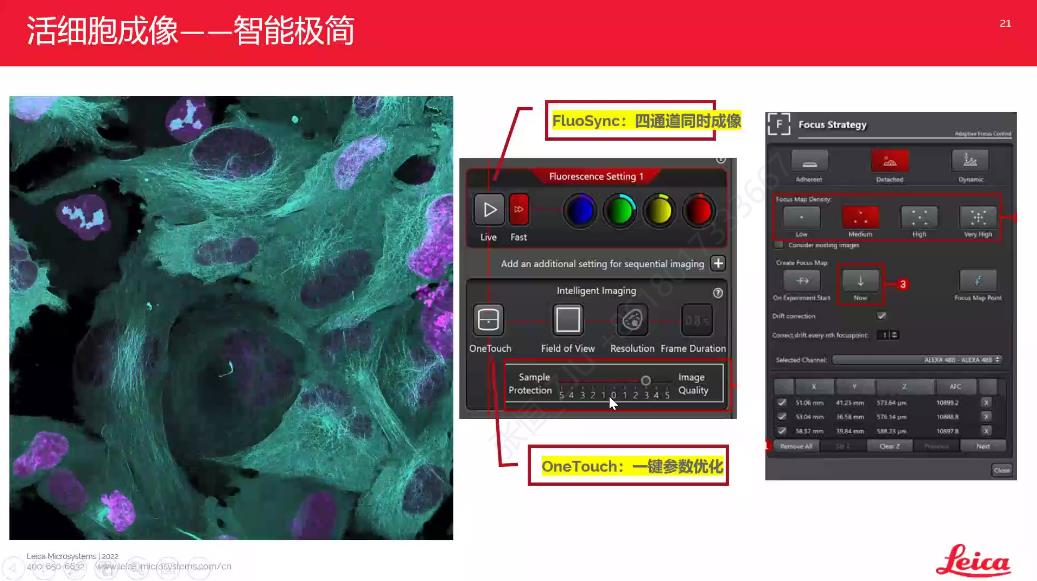 活细胞成像——智能极简
21
FluoSync：四通道同时成像
Fluorescence Setting 1
Live
Fast
Add an additional setting for sequential imaging
Intelligent Imaging
OneTouch
Field of View
Resolution
Frame Duration
Sample Protection
Image Quality
5 4 3 2 1 0 1 2 3 4 5
OneTouch：一键参数优化
F
Focus Strategy
Adaptive Focus Control
Adherent
Detached
Dynamic
Focus Map Density:
Low
Medium
High
Very High
Consider existing images
Create Focus Map:
On Experiment Start
Now
3
Focus Map Point
Drift correction
Correct drift every nth focuspoint:
1
Selected Channel:
ALEXA 488 - ALEXA 488
X Y Z AFC
51.06 mm 41.25 mm 573.64 µm 10899.2 X
53.04 mm 36.58 mm 576.14 µm 10888.8 X
58.57 mm 39.84 mm 588.23 µm 10897.8 X
1
Remove All
Set Z
Clear Z
Previous
Next
Close
Leica Microsystems | 2022
400-650-6632 www.leica-microsystems.com/cn
Leica